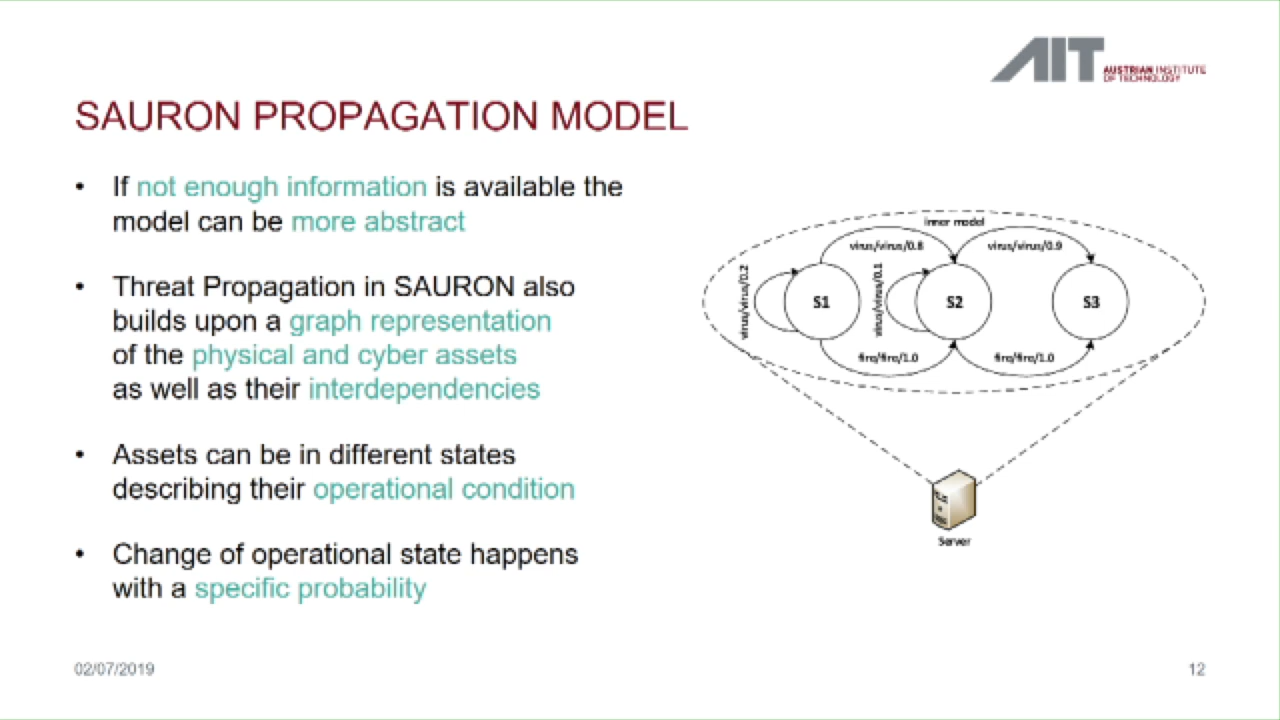 AIT AUSTRIAN INSTITUTE
OF TECHNOLOGY
SAURON PROPAGATION MODEL
• If not enough information is available the
model can be more abstract
• Threat Propagation in SAURON also
builds upon a graph representation
of the physical and cyber assets
as well as their interdependencies
• Assets can be in different states
describing their operational condition
• Change of operational state happens
with a specific probability
inner model
virus/virus/0.8
virus/virus/0.9
virus/virus/0.2
virus/virus/0.1
S1
S2
S3
fire/fire/1.0
fire/fire/1.0
Server
02/07/2019
12